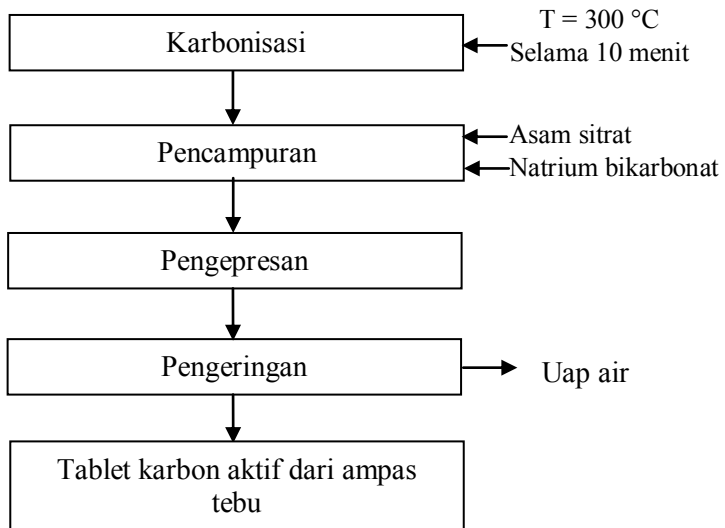 T = 300 °C
Karbonisasi
Selama 10 menit
Asam sitrat
Pencampuran
Natrium bikarbonat
Pengepresan
Pengeringan
Uap air
Tablet karbon aktif dari ampas
tebu